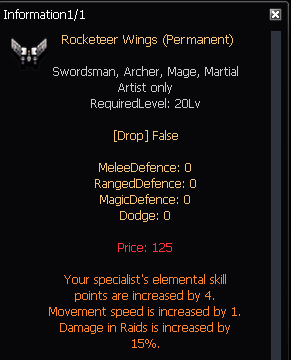 Information1/1
Rocketeer Wings (Permanent)
Swordsman, Archer, Mage, Martial
Artist only
RequiredLevel: 20Lv
[Drop] False
MeleeDefence: 0
RangedDefence: 0
MagicDefence: 0
Dodge: 0
Price: 125
Your specialist's elemental skill
points are increased by 4.
Movement speed is increased by 1.
Damage in Raids is increased by
15%.